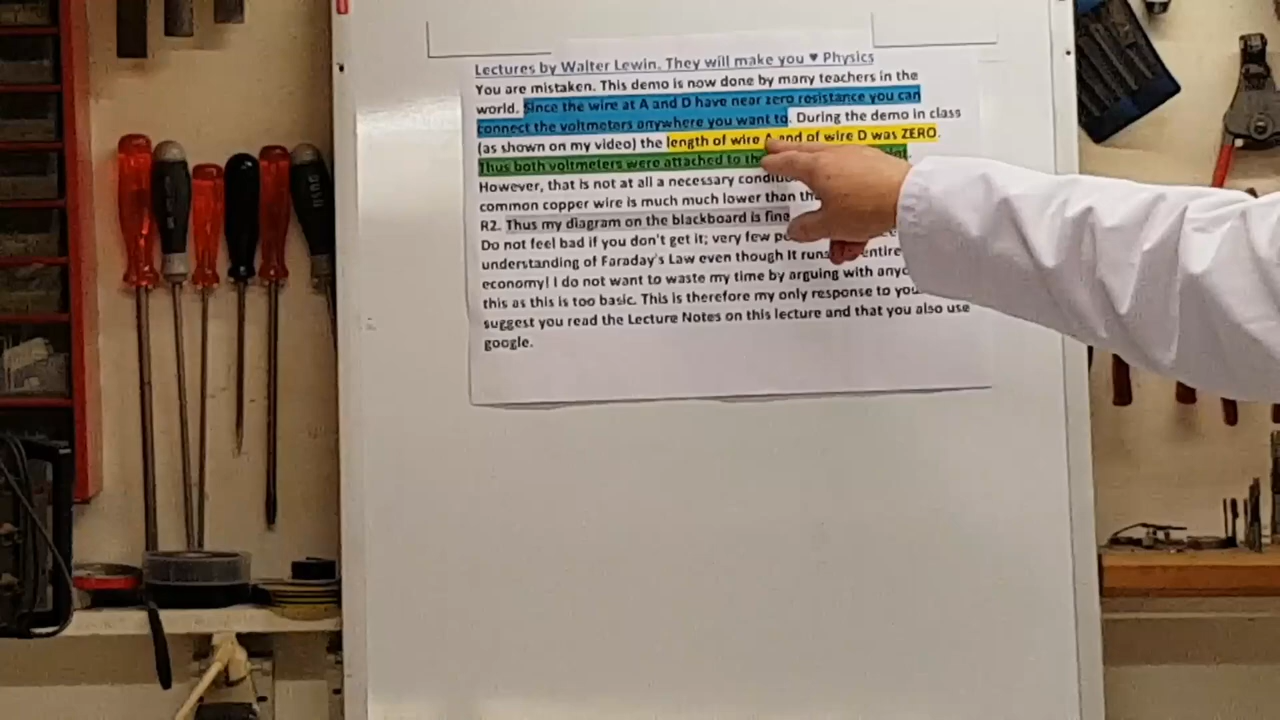 Lectures by Walter Lewin. They will make you ♥ Physics
You are mistaken. This demo is now done by many teachers in the
world. Since the wire at A and D have near zero resistance you can
connect the voltmeters anywhere you want to. During the demo in class
(as shown on my video) the length of wire A and of wire D was ZERO.
Thus both voltmeters were attached to the
However, that is not at all a necessary
common copper wire is much much lower than
R2. Thus my diagram on the blackboard is fine
Do not feel bad if you don't get it; very few
understanding of Faraday's Law even though it runs entire
economy! I do not want to waste my time by arguing with
this as this is too basic. This is therefore my only response to
suggest you read the Lecture Notes on this lecture and that you also use
google.